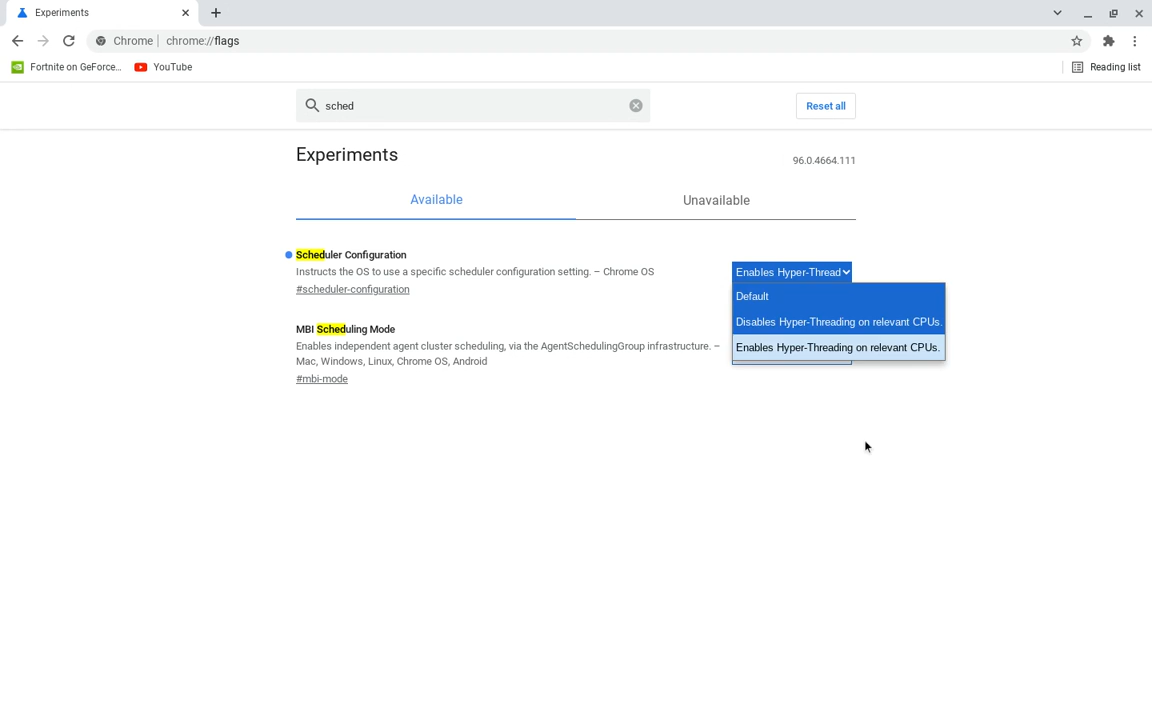 Experiments
Chrome
chrome://flags
Fortnite on GeForce...
YouTube
Reading list
sched
Reset all
Experiments
96.0.4664.111
Available
Unavailable
Scheduler Configuration
Instructs the OS to use a specific scheduler configuration setting. – Chrome OS
#scheduler-configuration
Enables Hyper-Thread
Default
Disables Hyper-Threading on relevant CPUs.
Enables Hyper-Threading on relevant CPUs.
MBI Scheduling Mode
Enables independent agent cluster scheduling, via the AgentSchedulingGroup infrastructure. –
Mac, Windows, Linux, Chrome OS, Android
#mbi-mode